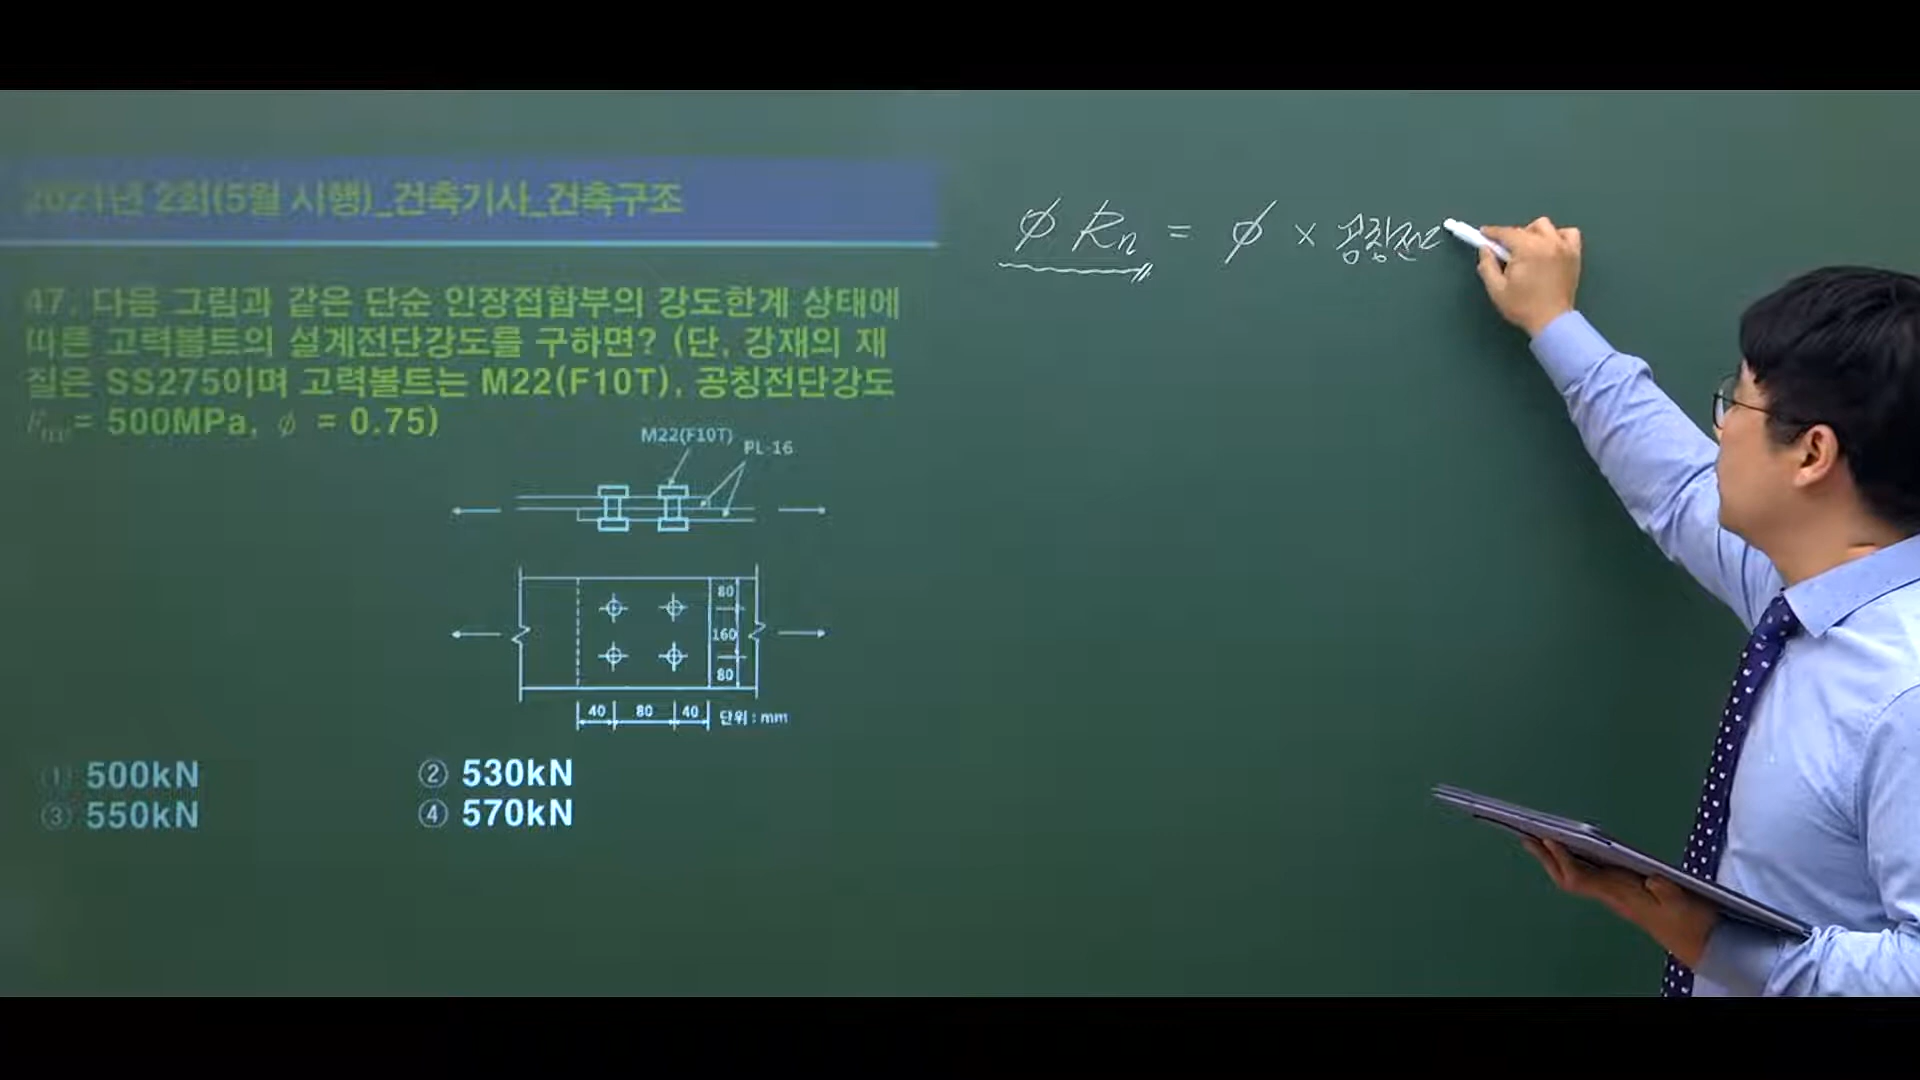 2021년 2회(5월 시행)_건축기사_건축구조
47. 다음 그림과 같은 단순 인장접합부의 강도한계 상태에
따른 고력볼트의 설계전단강도를 구하면? (단, 강재의 재
질은 SS275이며 고력볼트는 M22(F10T), 공칭전단강도
= 500MPa, φ = 0.75)
M22(F10T)
PL-16
80
160
80
40 80 40 단위 : mm
① 500kN ② 530kN
③ 550kN ④ 570kN
φ Rn = φ × 공칭전